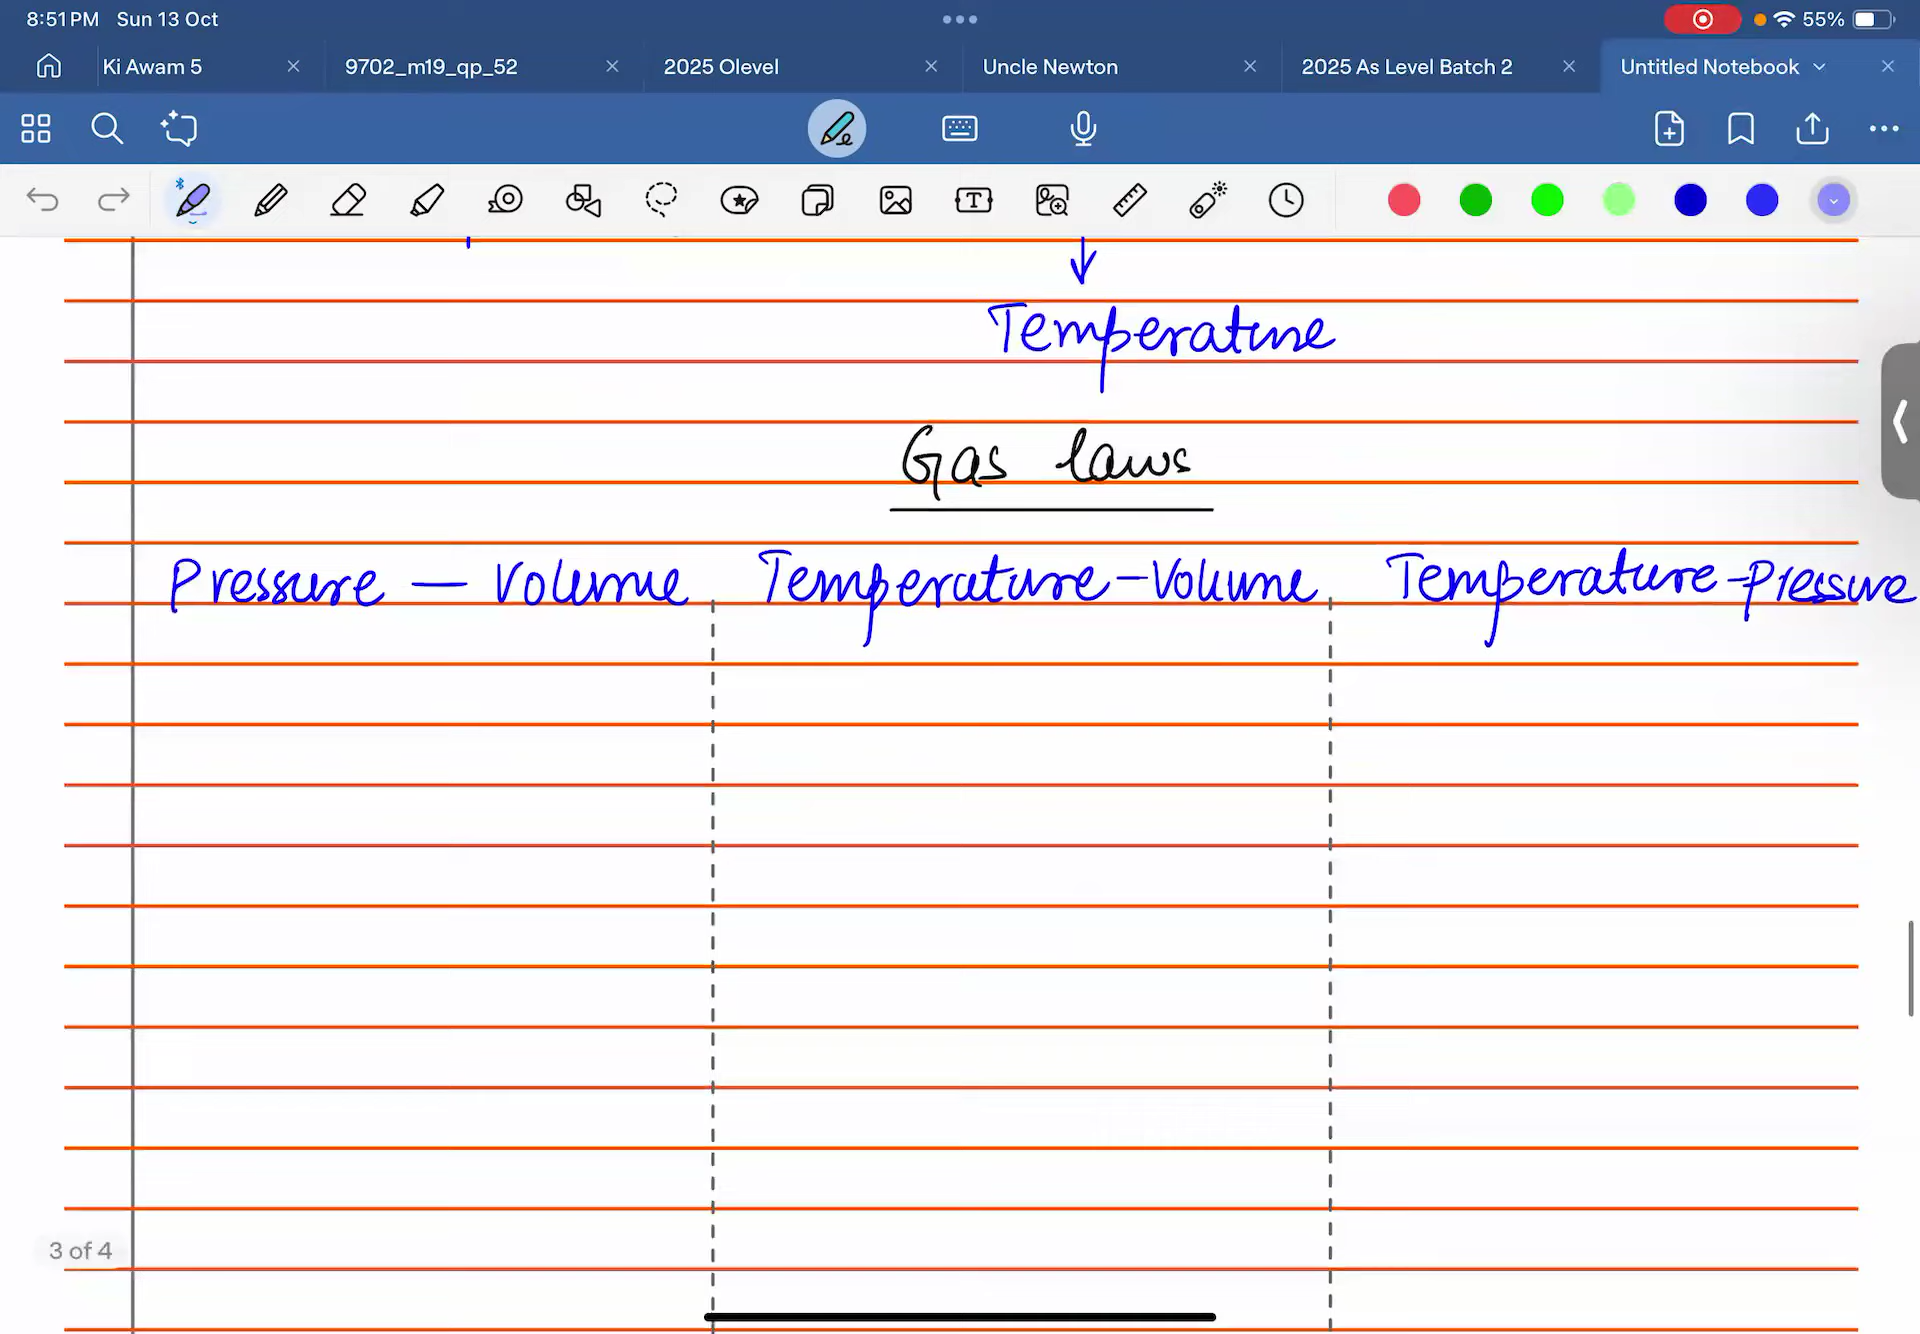 8:51 PM Sun 13 Oct 55%
Ki Awam 5 9702_m19_qp_52 2025 Olevel Uncle Newton 2025 As Level Batch 2 Untitled Notebook
Temperature
Gas laws
Pressure — Volume Temperature - Volume Temperature - Pressure
3 of 4